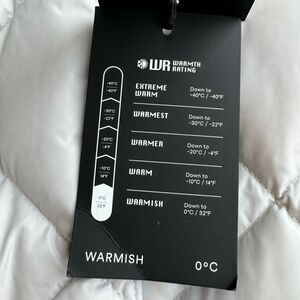 WR WARMTH
RATING
-40°C
-40°F
-30°C
-22°F
-20°C
-4°F
-10°C
14°F
0°C
32°F
EXTREME
WARM
Down to
-40°C / -40°F
WARMEST
Down to
-30°C / -22°F
WARMER
Down to
-20°C / -4°F
WARM
Down to
-10°C / 14°F
WARMISH
Down to
0°C / 32°F
WARMISH 0°C